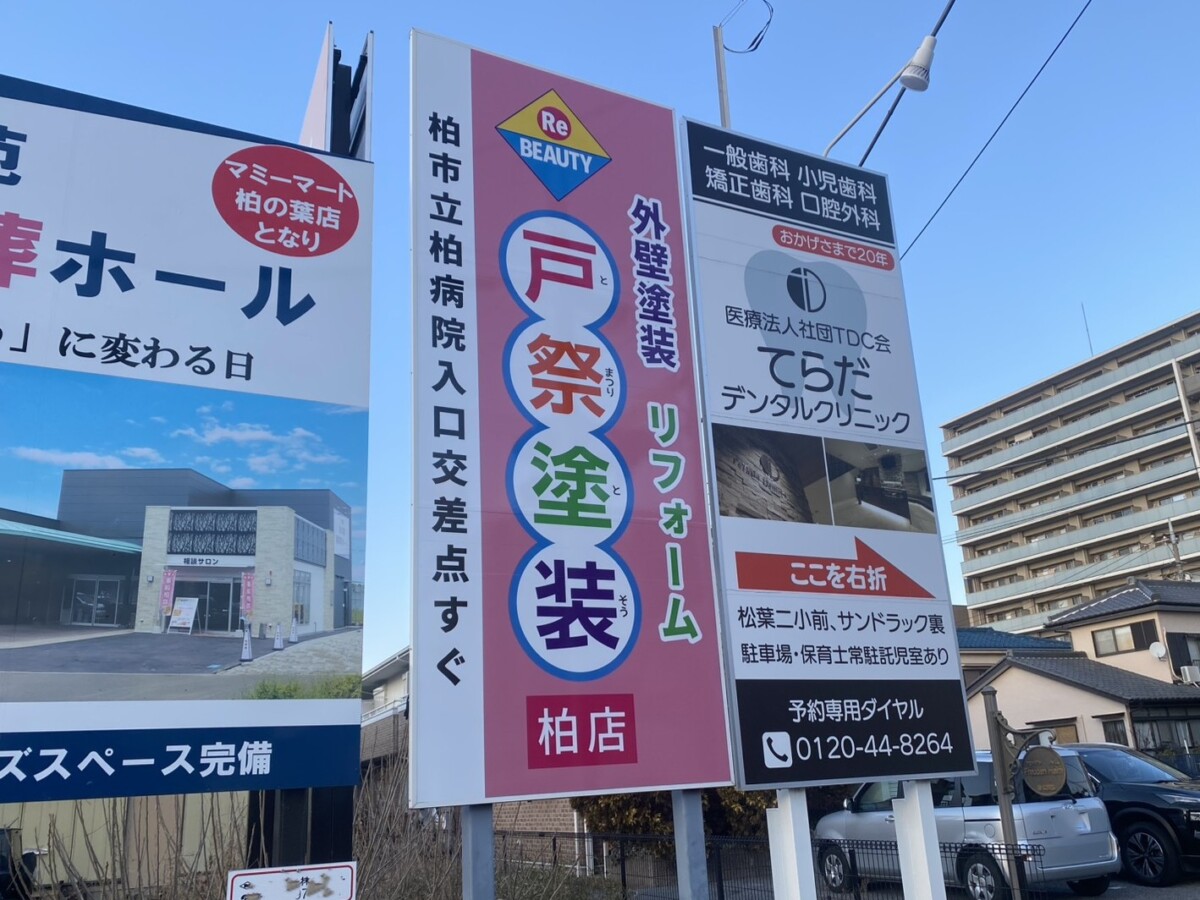 苑
マミーマート
柏の葉店
となり
葬ホール
」に変わる日
相談サロン
ズスペース完備
柏市立柏病院入口交差点すぐ
Re
BEAUTY
外壁塗装 リフォーム
戸祭塗装
と
まつり
と
そう
柏店
一般歯科 小児歯科
矯正歯科 口腔外科
おかげさまで20年
医療法人社団TDC会
てらだ
デンタルクリニック
ここを右折
松葉二小前、サンドラック裏
駐車場・保育士常駐託児室あり
予約専用ダイヤル
0120-44-8264